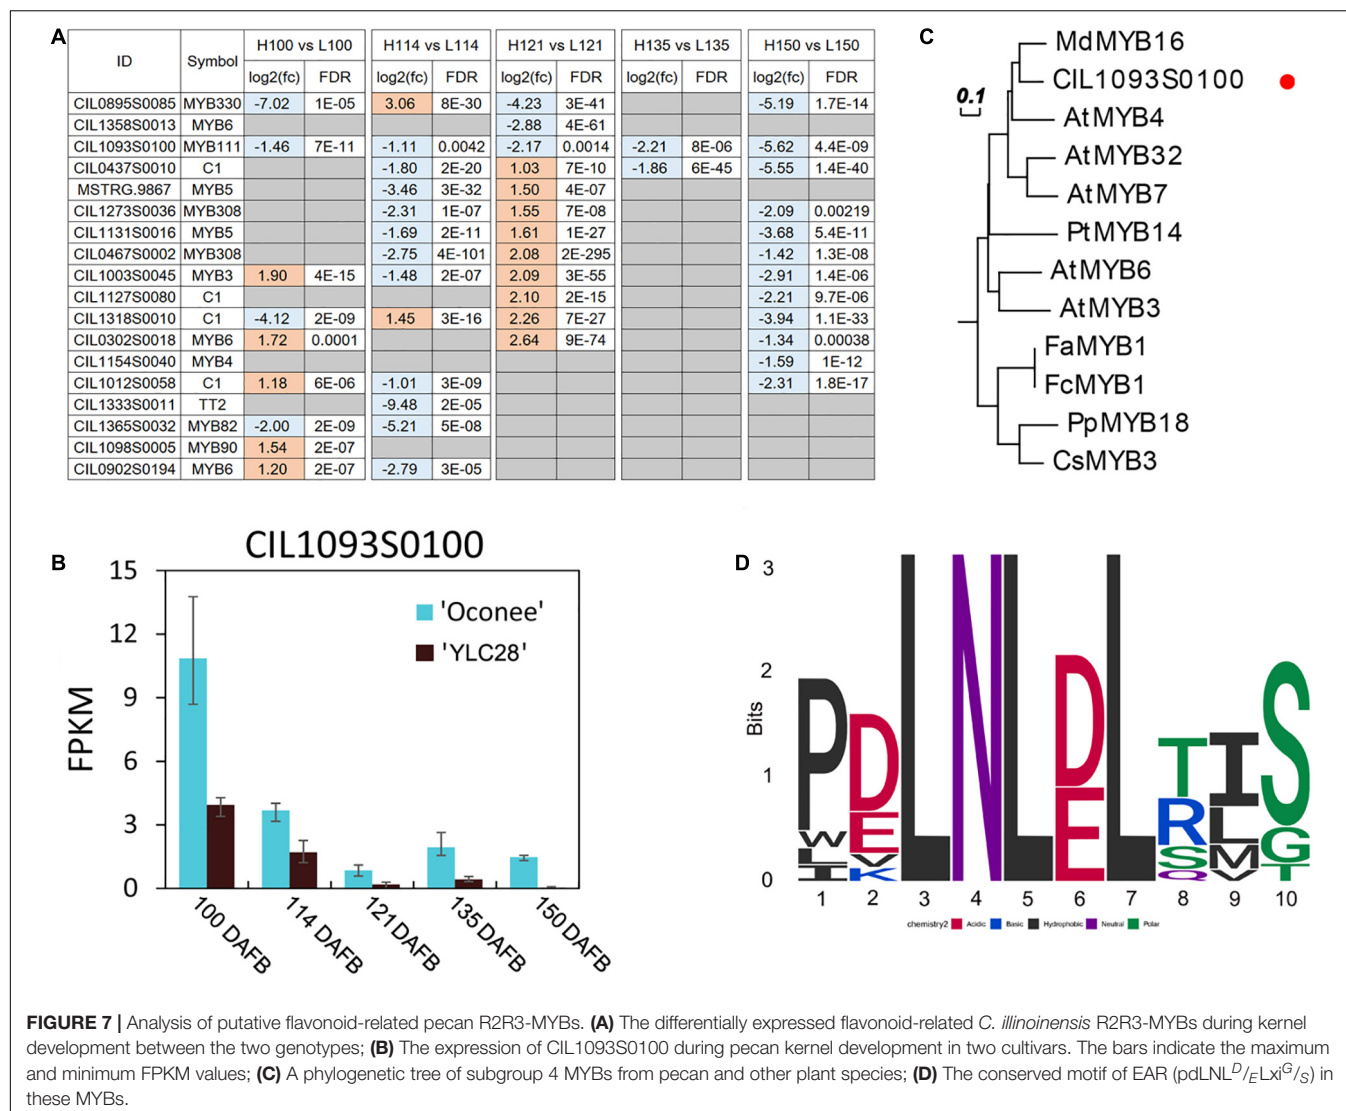 A
ID Symbol H100 vs L100 H114 vs L114 H121 vs L121 H135 vs L135 H150 vs L150
log2(fc) FDR log2(fc) FDR log2(fc) FDR log2(fc) FDR log2(fc) FDR
CIL0895S0085 MYB330 -7.02 1E-05 3.06 8E-30 -4.23 3E-41 -5.19 1.7E-14
CIL1358S0013 MYB6 -2.88 4E-61
CIL1093S0100 MYB111 -1.46 7E-11 -1.11 0.0042 -2.17 0.0014 -2.21 8E-06 -5.62 4.4E-09
CIL0437S0010 C1 -1.80 2E-20 1.03 7E-10 -1.86 6E-45 -5.55 1.4E-40
MSTRG.9867 MYB5 -3.46 3E-32 1.50 4E-07
CIL1273S0036 MYB308 -2.31 1E-07 1.55 7E-08 -2.09 0.00219
CIL1131S0016 MYB5 -1.69 2E-11 1.61 1E-27 -3.68 5.4E-11
CIL0467S0002 MYB308 -2.75 4E-101 2.08 2E-295 -1.42 1.3E-08
CIL1003S0045 MYB3 1.90 4E-15 -1.48 2E-07 2.09 3E-55 -2.91 1.4E-06
CIL1127S0080 C1 2.10 2E-15 -2.21 9.7E-06
CIL1318S0010 C1 -4.12 2E-09 1.45 3E-16 2.26 7E-27 -3.94 1.1E-33
CIL0302S0018 MYB6 1.72 0.0001 2.64 9E-74 -1.34 0.00038
CIL1154S0040 MYB4 -1.59 1E-12
CIL1012S0058 C1 1.18 6E-06 -1.01 3E-09 -2.31 1.8E-17
CIL1333S0011 TT2 -9.48 2E-05
CIL1365S0032 MYB82 -2.00 2E-09 -5.21 5E-08
CIL1098S0005 MYB90 1.54 2E-07
CIL0902S0194 MYB6 1.20 2E-07 -2.79 3E-05
C
0.1
MdMYB16
CIL1093S0100
AtMYB4
AtMYB32
AtMYB7
PtMYB14
AtMYB6
AtMYB3
FaMYB1
FcMYB1
PpMYB18
CsMYB3
B
CIL1093S0100
FPKM
15
12
9
6
3
0
'Oconee'
'YLC28'
100 DAFB 114 DAFB 121 DAFB 135 DAFB 150 DAFB
D
Bits
3
2
1
0
P W L I
D E V K
L
N
L
D E
L
T R S Q
I L M V
S G T
1 2 3 4 5 6 7 8 9 10
chemistry2 Acidic Basic Hydrophobic Neutral Polar
FIGURE 7 | Analysis of putative flavonoid-related pecan R2R3-MYBs. (A) The differentially expressed flavonoid-related C. illinoinensis R2R3-MYBs during kernel
development between the two genotypes; (B) The expression of CIL1093S0100 during pecan kernel development in two cultivars. The bars indicate the maximum
and minimum FPKM values; (C) A phylogenetic tree of subgroup 4 MYBs from pecan and other plant species; (D) The conserved motif of EAR (pdLNLD/ELxiG/S) in
these MYBs.